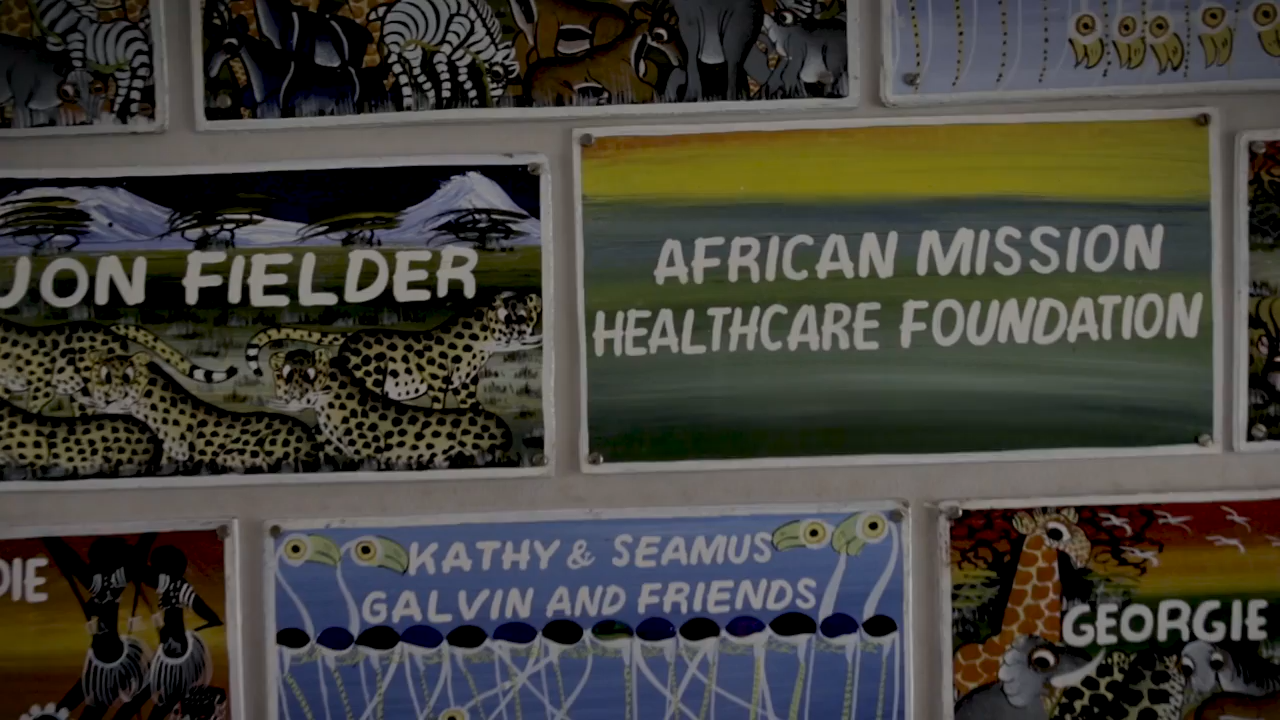 JON FIELDER
AFRICAN MISSION
HEALTHCARE FOUNDATION
KATHY & SEAMUS
GALVIN AND FRIENDS
GEORGIE